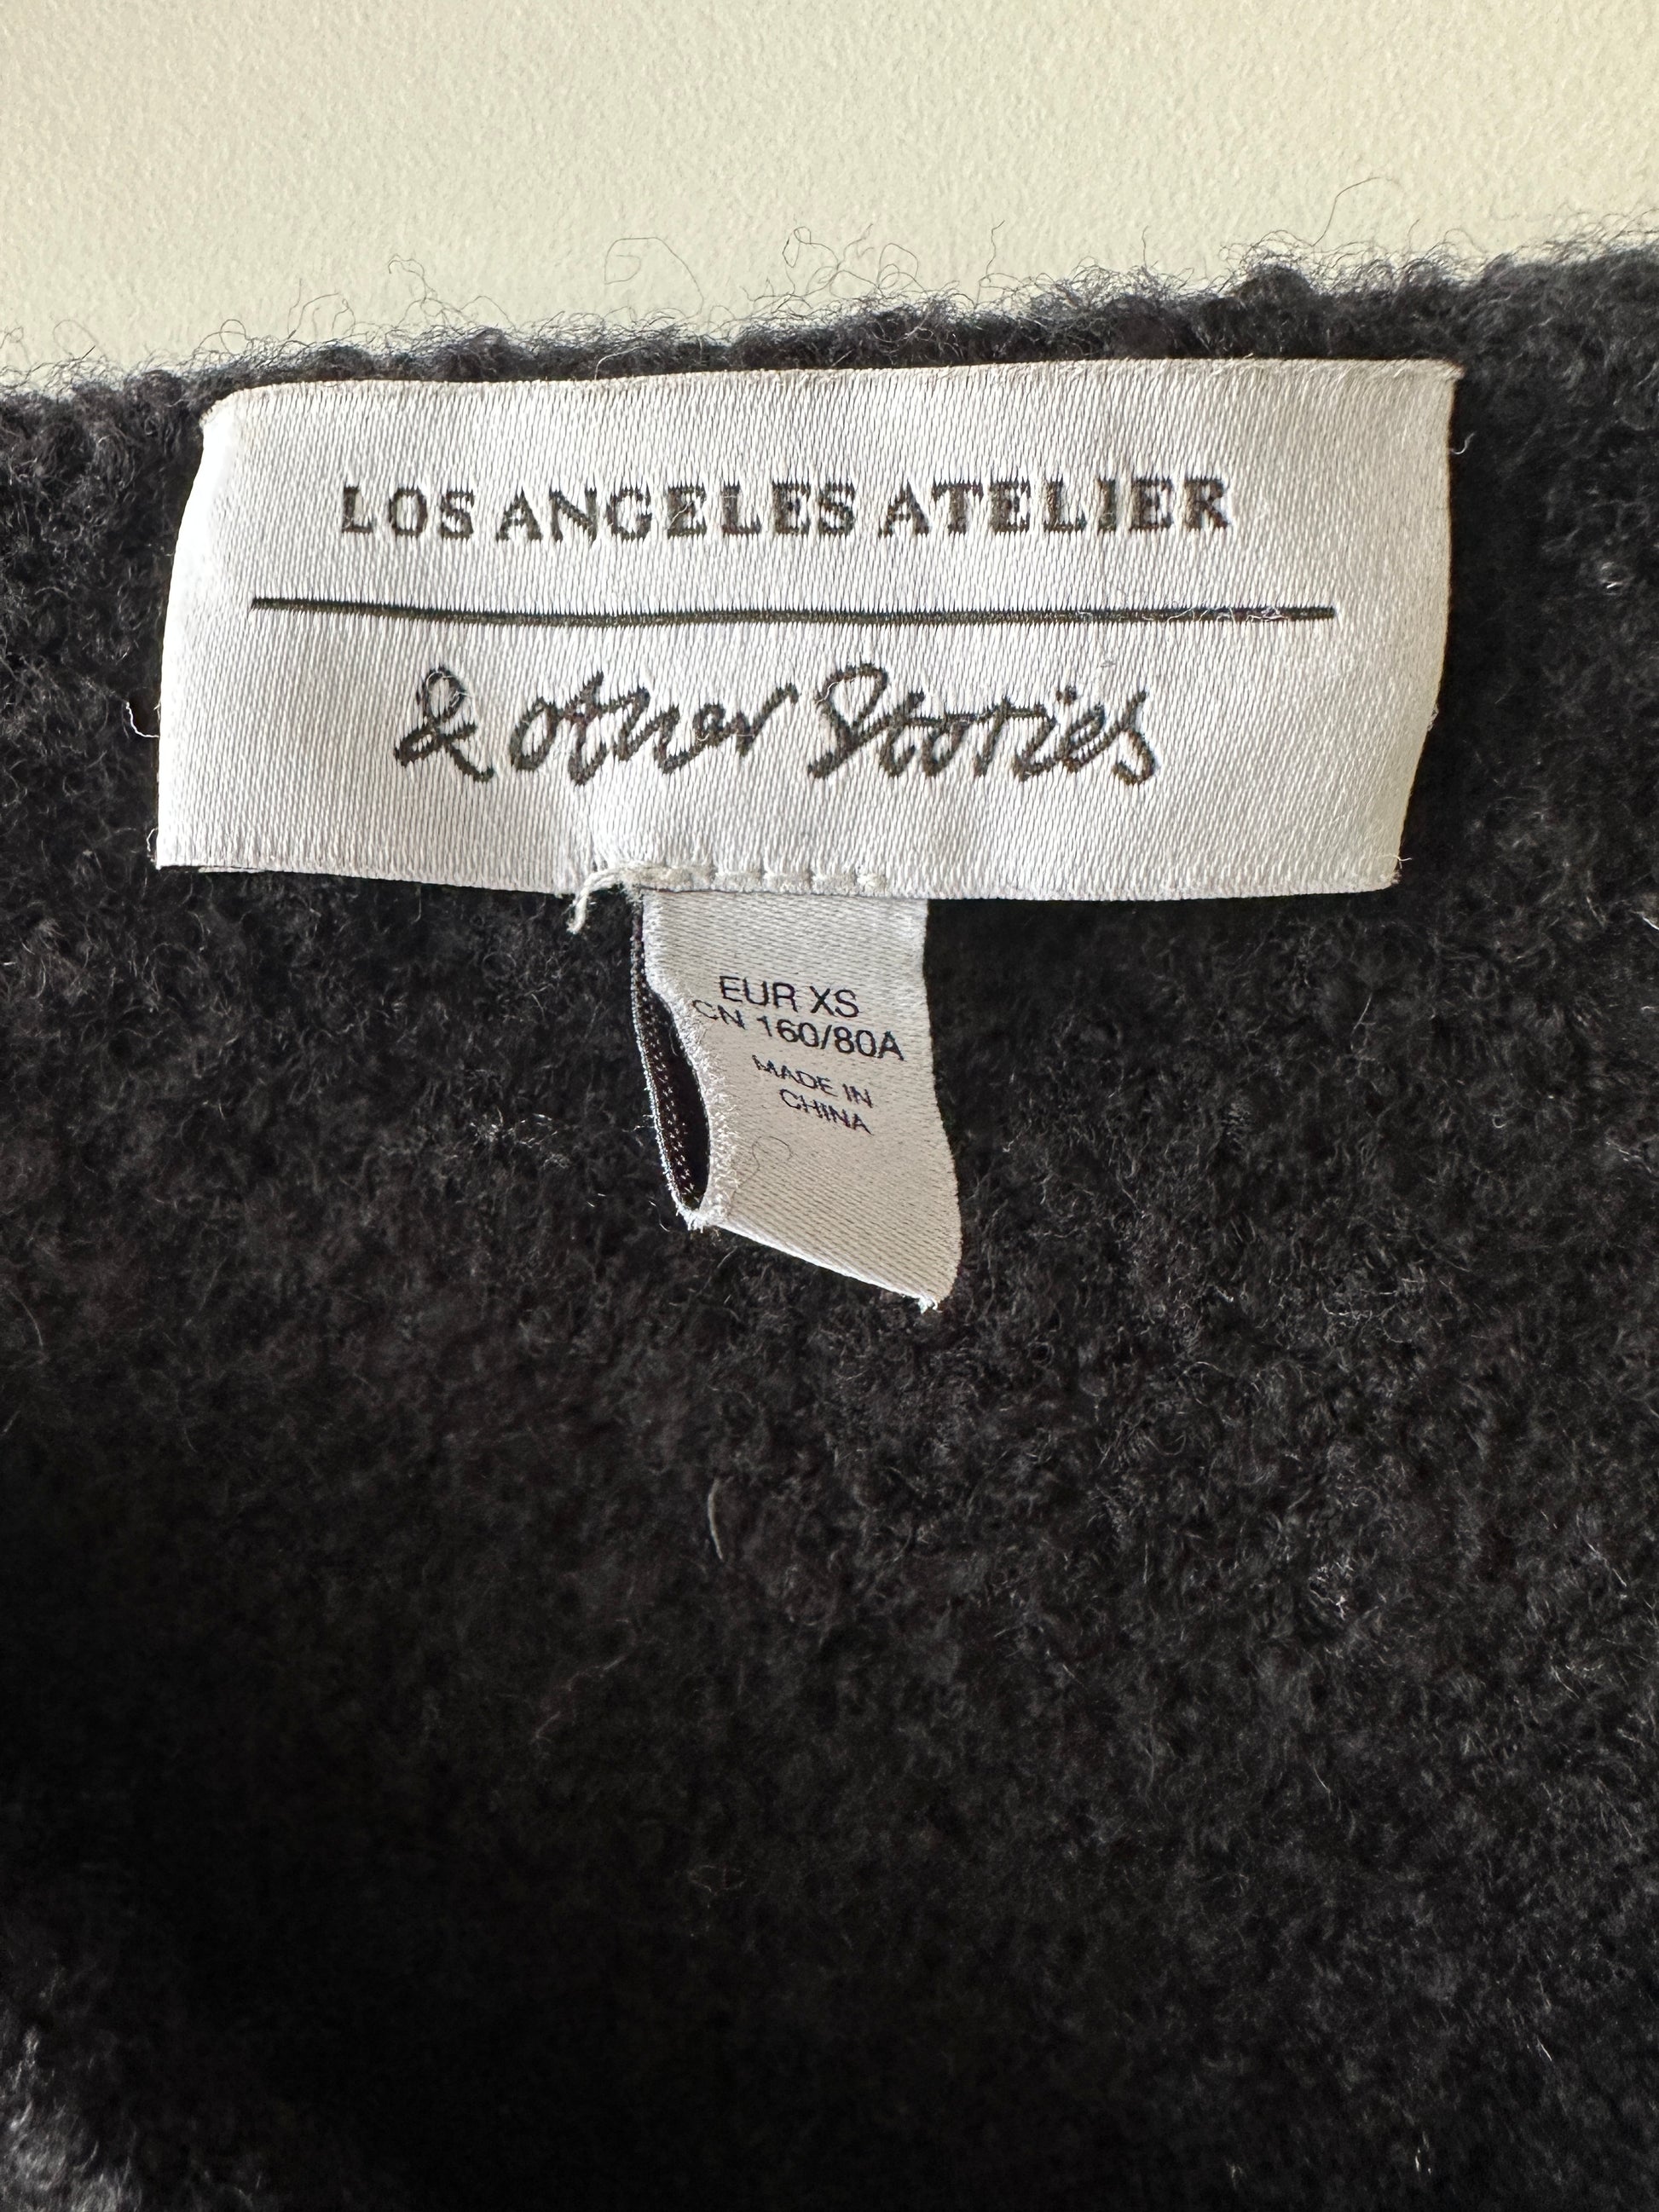 LOS ANGELES ATELIER
& other Stories
EUR XS
CN 160/80A
MADE IN
CHINA